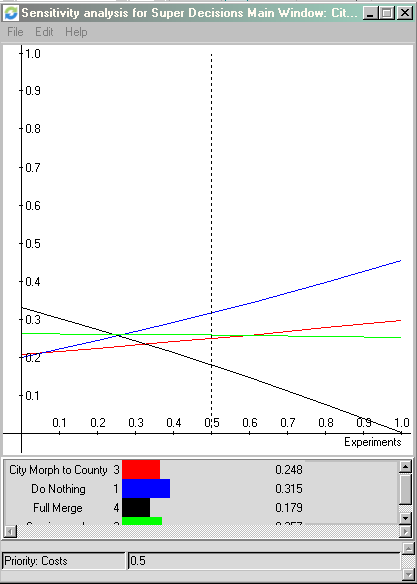 Sensitivity analysis for Super Decisions Main Window: Cit...
File Edit Help
1.0
0.9
0.8
0.7
0.6
0.5
0.4
0.3
0.2
0.1
0.1 0.2 0.3 0.4 0.5 0.6 0.7 0.8 0.9 1.0
Experiments
City Morph to County 3 0.248
Do Nothing 1 0.315
Full Merge 4 0.179
Priority: Costs 0.5